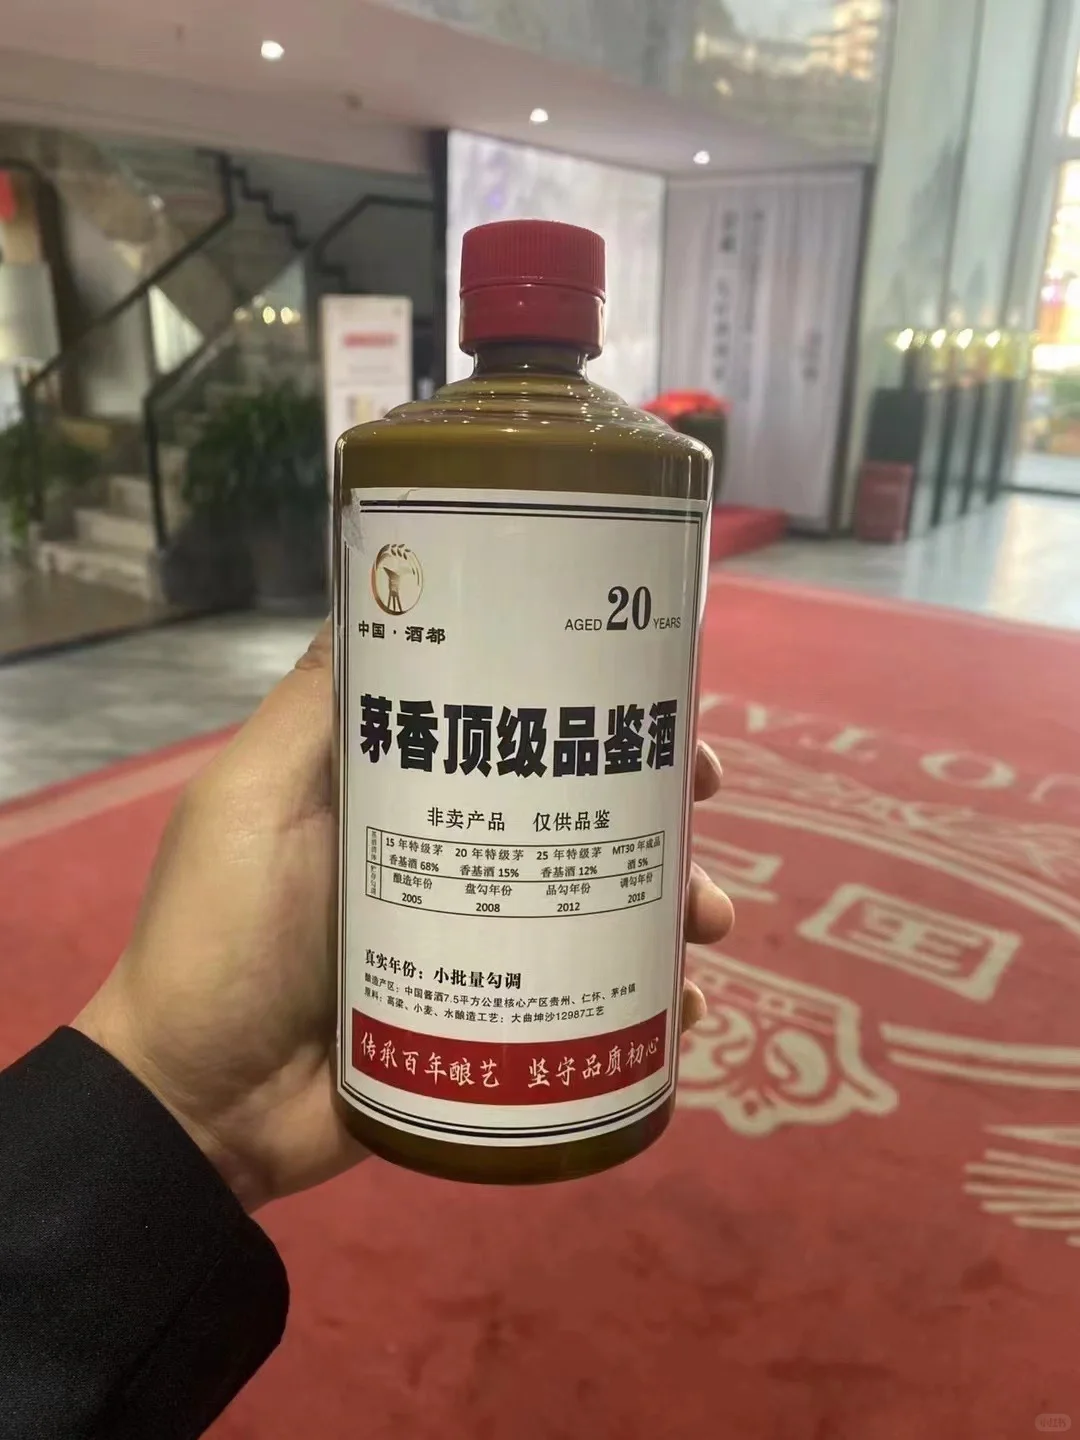 中国·酒都
AGED 20 YEARS
茅香顶级品鉴酒
非卖产品 仅供品鉴
15年特级茅香基酒68% 20年特级茅香基酒15% 25年特级茅香基酒12% MT30年成品酒5%
酿造年份 2005 盘勾年份 2008 品勾年份 2012 调勾年份 2018
真实年份：小批量勾调
酿造产区：中国酱酒7.5平方公里核心产区贵州、仁怀、茅台镇
原料：高粱、小麦、水酿造工艺：大曲坤沙12987工艺
传承百年酿艺 坚守品质初心
小红书